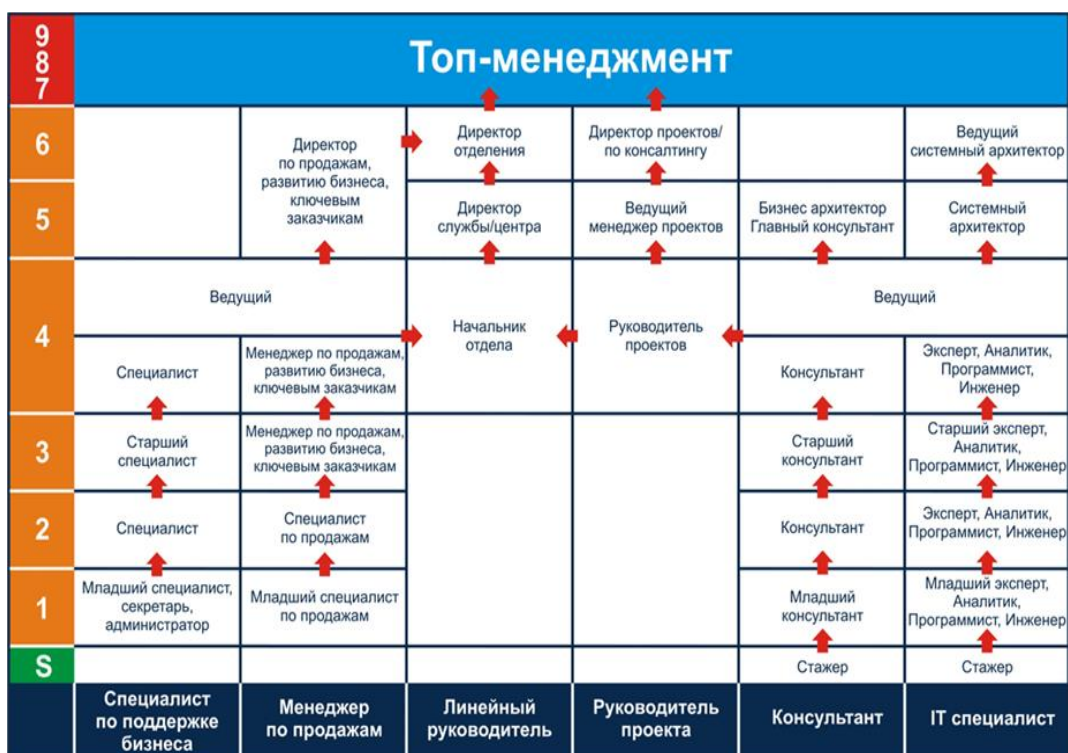 9
8
7
Топ-менеджмент
6
Директор
по продажам,
развитию бизнеса,
ключевым
заказчикам
Директор
отделения
Директор проектов/
по консалтингу
Ведущий
системный архитектор
5
Директор
службы/центра
Ведущий
менеджер проектов
Бизнес архитектор
Главный консультант
Системный
архитектор
4
Ведущий
Начальник
отдела
Руководитель
проектов
Ведущий
Специалист
Менеджер по продажам,
развитию бизнеса,
ключевым заказчикам
Консультант
Эксперт, Аналитик,
Программист,
Инженер
3
Старший
специалист
Менеджер по продажам,
развитию бизнеса,
ключевым заказчикам
Старший
консультант
Старший эксперт,
Аналитик,
Программист, Инженер
2
Специалист
Специалист
по продажам
Консультант
Эксперт, Аналитик,
Программист, Инженер
1
Младший специалист,
секретарь,
администратор
Младший специалист
по продажам
Младший
консультант
Младший эксперт,
Аналитик,
Программист, Инженер
S
Стажер
Стажер
Специалист
по поддержке
бизнеса
Менеджер
по продажам
Линейный
руководитель
Руководитель
проекта
Консультант
IT специалист